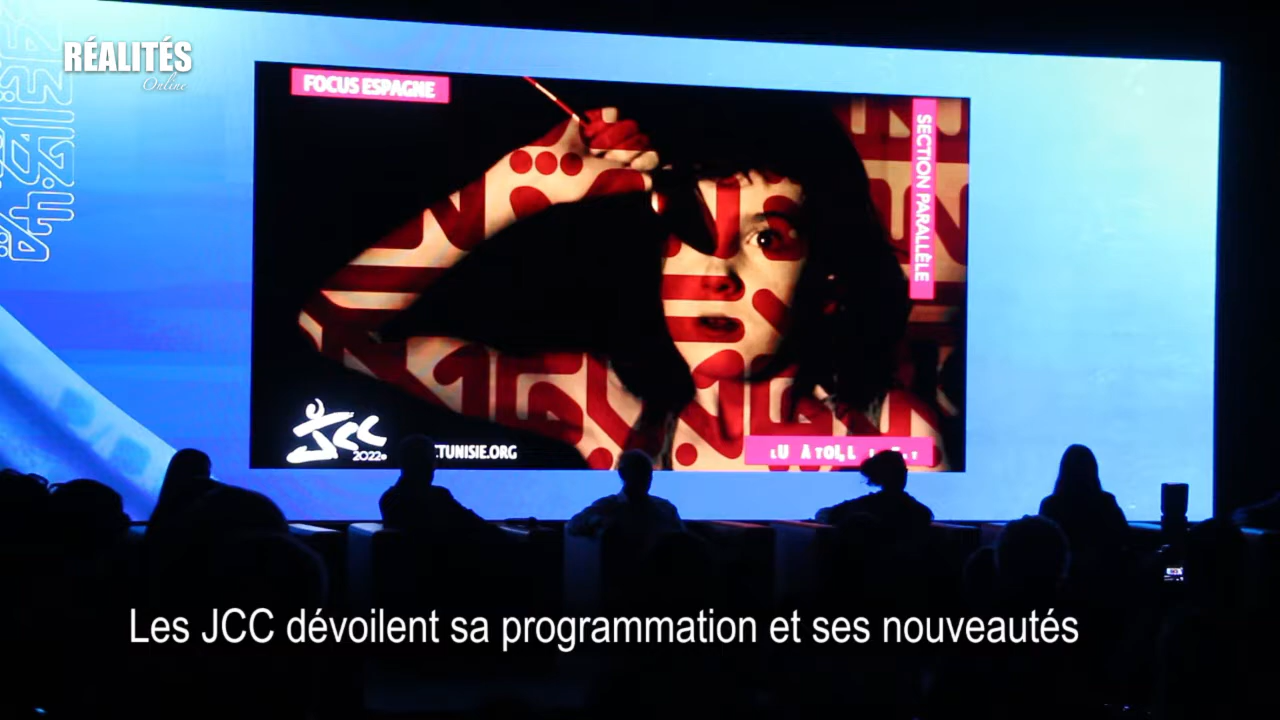 RÉALITÉS
Online
FOCUS ESPAGNE
SECTION PARALLÈLE
JCC
2022
TUNISIE.ORG
Les JCC dévoilent sa programmation et ses nouveautés